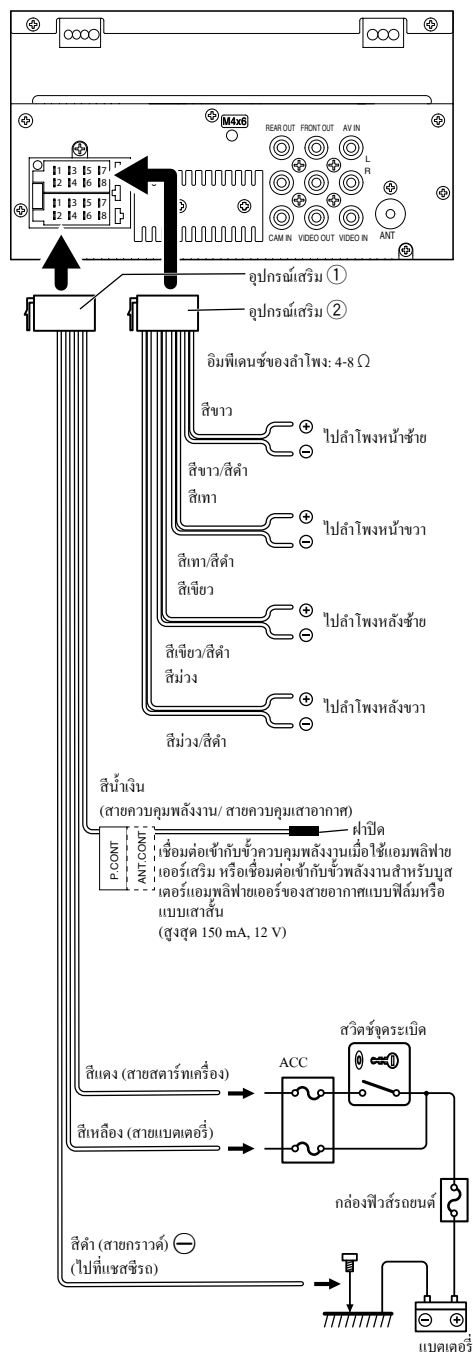 M4x6
REAR OUT FRONT OUT AV IN
L
R
1 3 5 7
2 4 6 8
1 3 5 7
2 4 6 8
CAM IN VIDEO OUT VIDEO IN
ANT
อุปกรณ์เสริม ①
อุปกรณ์เสริม ②
อิมพีเดนซ์ของลำโพง: 4-8 Ω
สีขาว
⊕
ไปลำโพงหน้าซ้าย
⊖
สีขาว/สีดำ
สีเทา
⊕
ไปลำโพงหน้าขวา
⊖
สีเทา/สีดำ
สีเขียว
⊕
ไปลำโพงหลังซ้าย
⊖
สีเขียว/สีดำ
สีม่วง
⊕
ไปลำโพงหลังขวา
⊖
สีม่วง/สีดำ
สีน้ำเงิน
(สายควบคุมพลังงาน/ สายควบคุมเสาอากาศ)
P.CONT
ANT.CONT
ฝาปิด
เชื่อมต่อเข้ากับขั้วควบคุมพลังงานเมื่อใช้แอมพลิฟาย
เออร์เสริม หรือเชื่อมต่อเข้ากับขั้วพลังงานสำหรับบูส
เตอร์แอมพลิฟายเออร์ของสายอากาศแบบฟิล์มหรือ
แบบเสาสั้น
(สูงสุด 150 mA, 12 V)
สวิตช์จุดระเบิด
ACC
สีแดง (สายสตาร์ทเครื่อง)
สีเหลือง (สายแบตเตอรี่)
กล่องฟิวส์รถยนต์
สีดำ (สายกราวด์) ⊖
(ไปที่แชสซีรถ)
⊖ ⊕
แบตเตอรี่